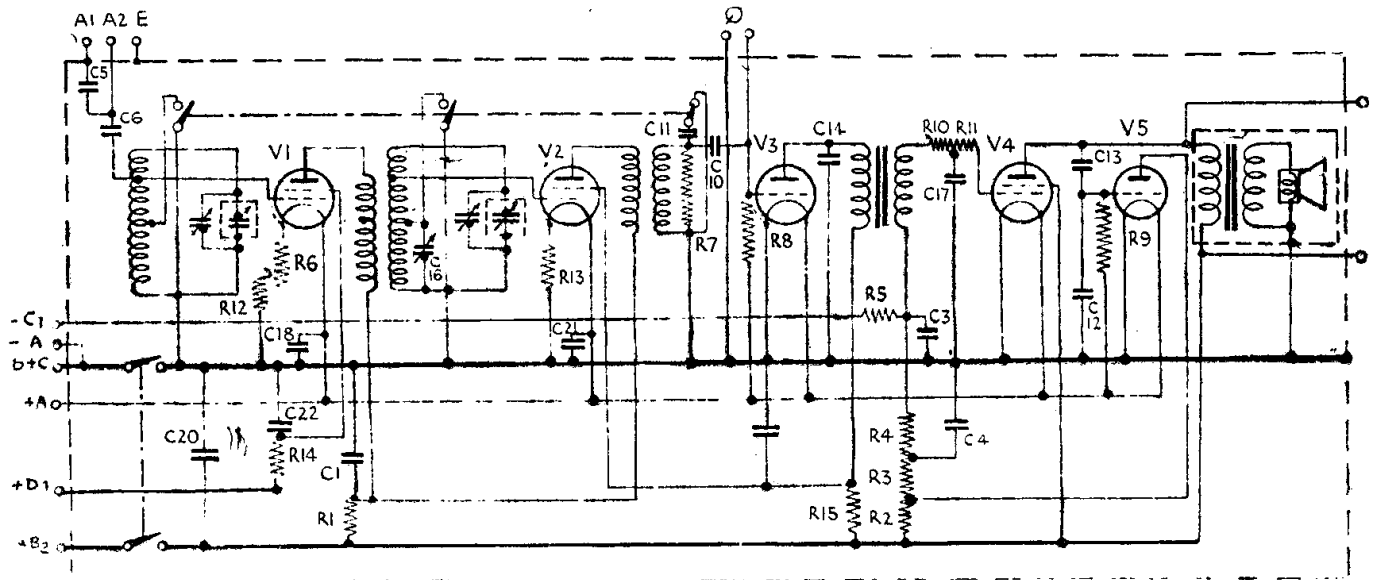 A1 A2 E
C5
C6
C11
C10
V1
V2
V3
C14
R10 R11
V4
V5
C13
C17
R6
R12
C16
R13
R7
R8
R9
R5
C3
C12
-C1
C18
C21
-A
b+C
+A
C20
C22
R14
C1
R4
C4
R3
+D1
R1
R15
R2
+B2